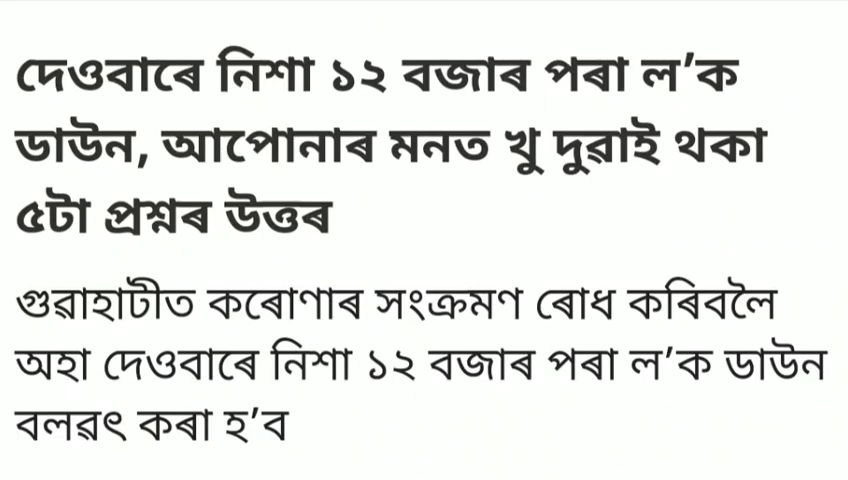 দেওবাৰে নিশা ১২ বজাৰ পৰা ল’ক
ডাউন, আপোনাৰ মনত খু দুৱাই থকা
৫টা প্ৰশ্নৰ উত্তৰ
গুৱাহাটীত কৰোণাৰ সংক্ৰমণ ৰোধ কৰিবলৈ
অহা দেওবাৰে নিশা ১২ বজাৰ পৰা ল’ক ডাউন
বলৱৎ কৰা হ’ব